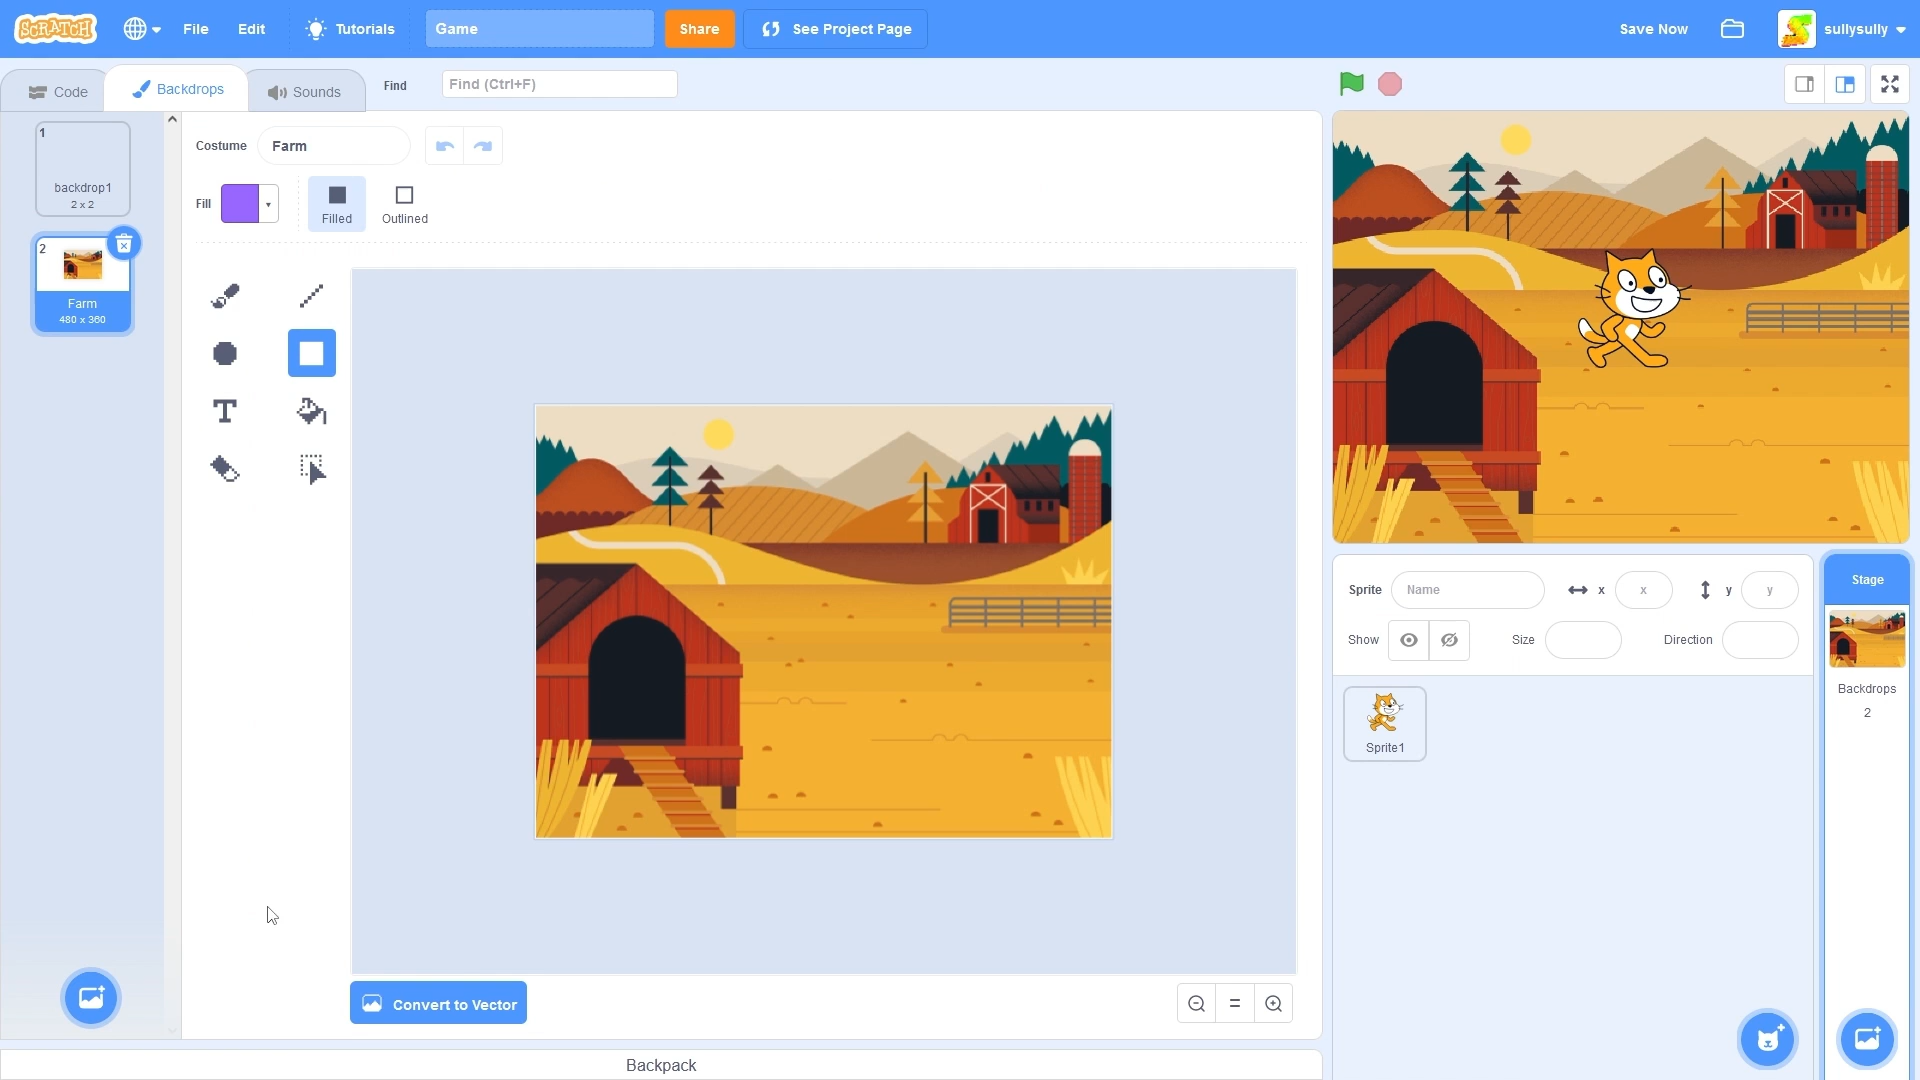 SCRATCH
File
Edit
Tutorials
Game
Share
See Project Page
Save Now
sullysully
Code
Backdrops
Sounds
Find
Find (Ctrl+F)
1
backdrop1
2 x 2
2
Farm
480 x 360
Costume
Farm
Fill
Filled
Outlined
T
Convert to Vector
Backpack
Sprite
Name
x
x
y
y
Show
Size
Direction
Sprite1
Stage
Backdrops
2